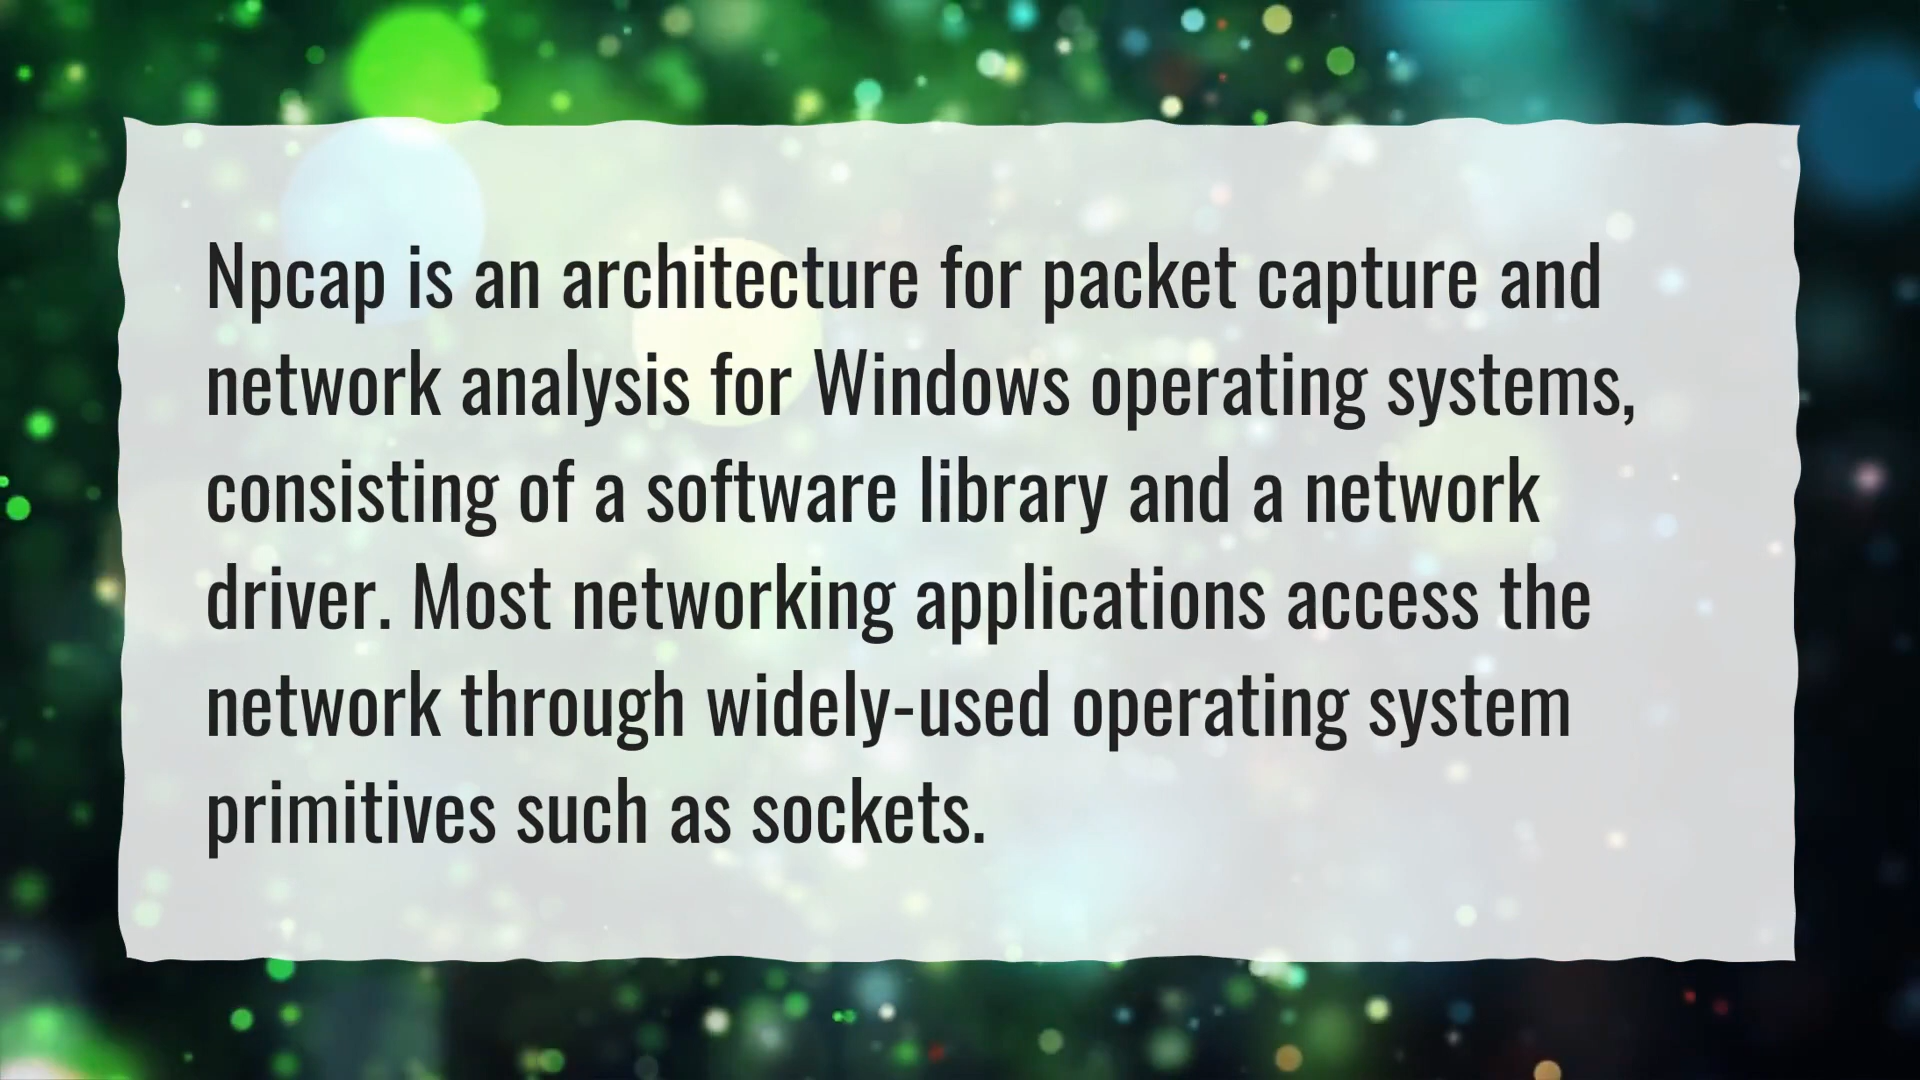 Npcap is an architecture for packet capture and
network analysis for Windows operating systems,
consisting of a software library and a network
driver. Most networking applications access the
network through widely-used operating system
primitives such as sockets.